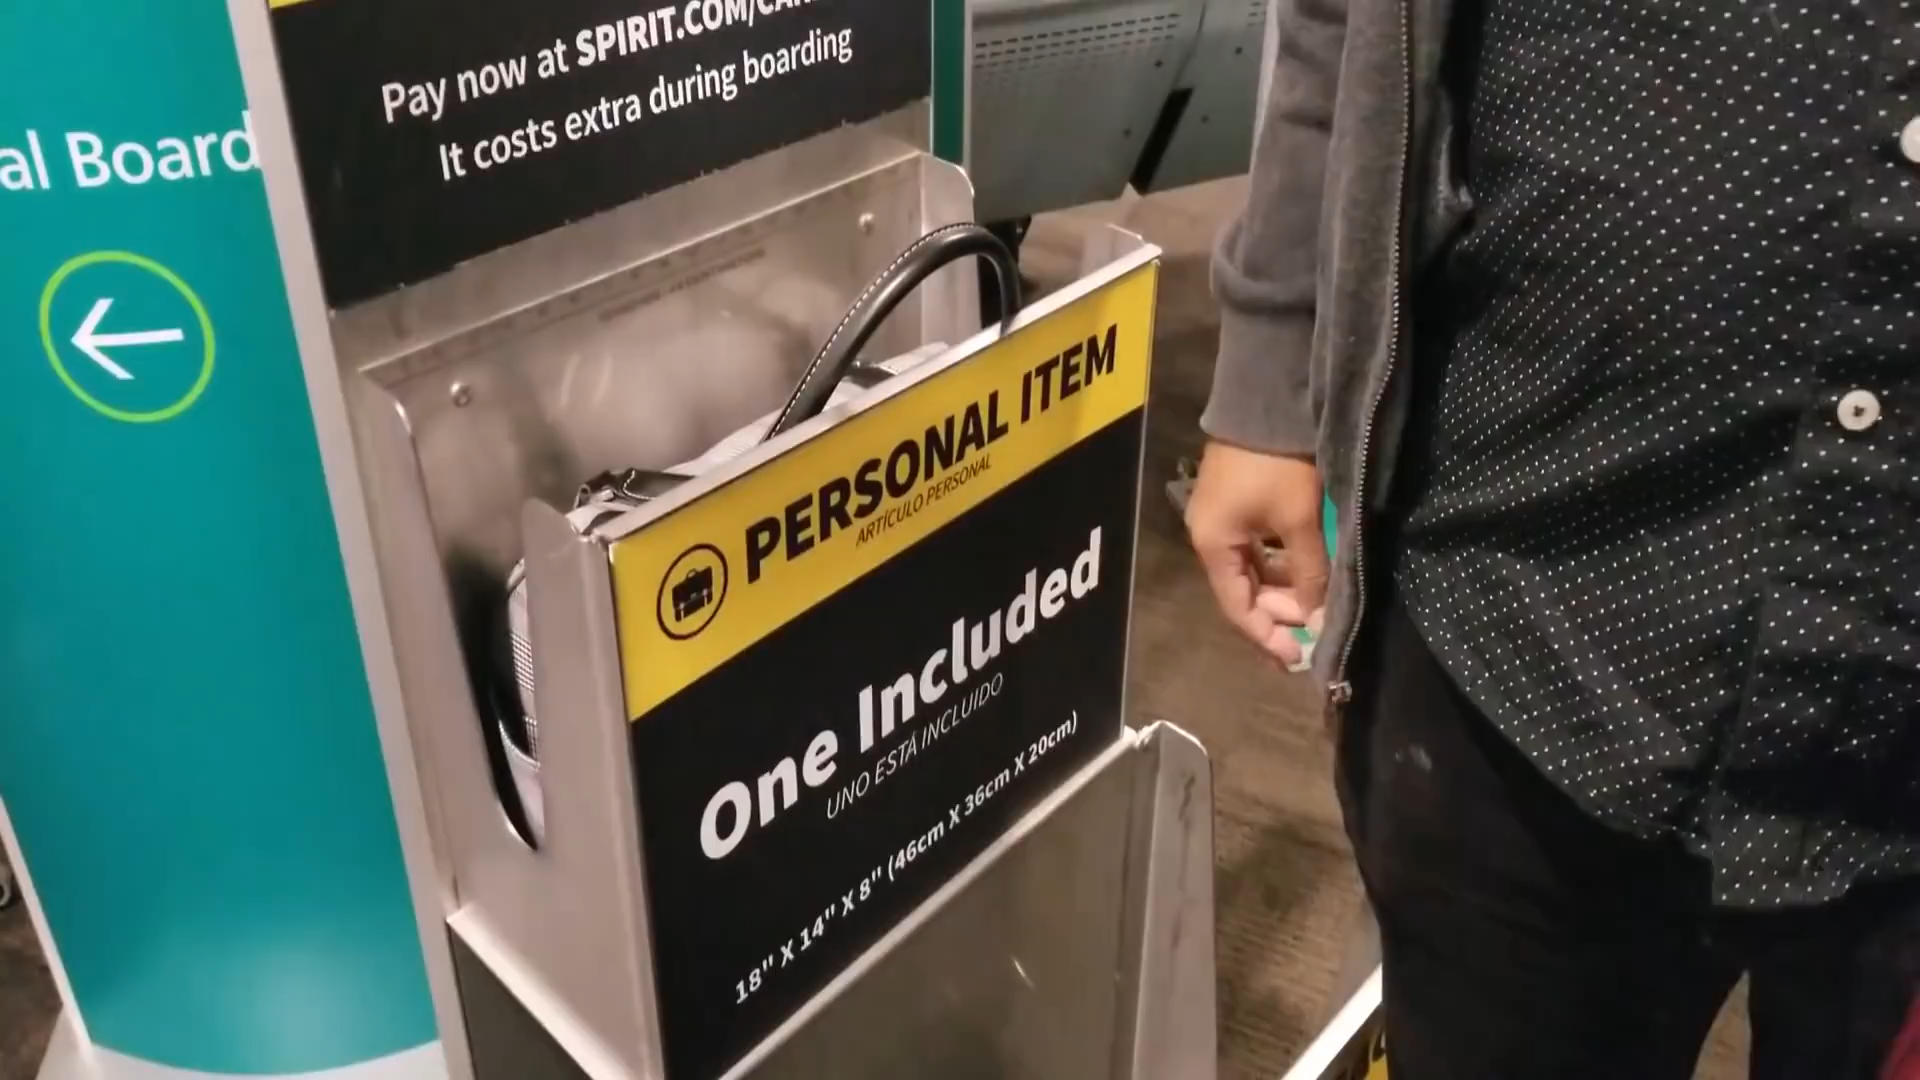 Pay now at SPIRIT.COM/CAR
It costs extra during boarding
al Board
PERSONAL ITEM
ARTÍCULO PERSONAL
One Included
UNO ESTÁ INCLUIDO
18" X 14" X 8" (46cm X 36cm X 20cm)